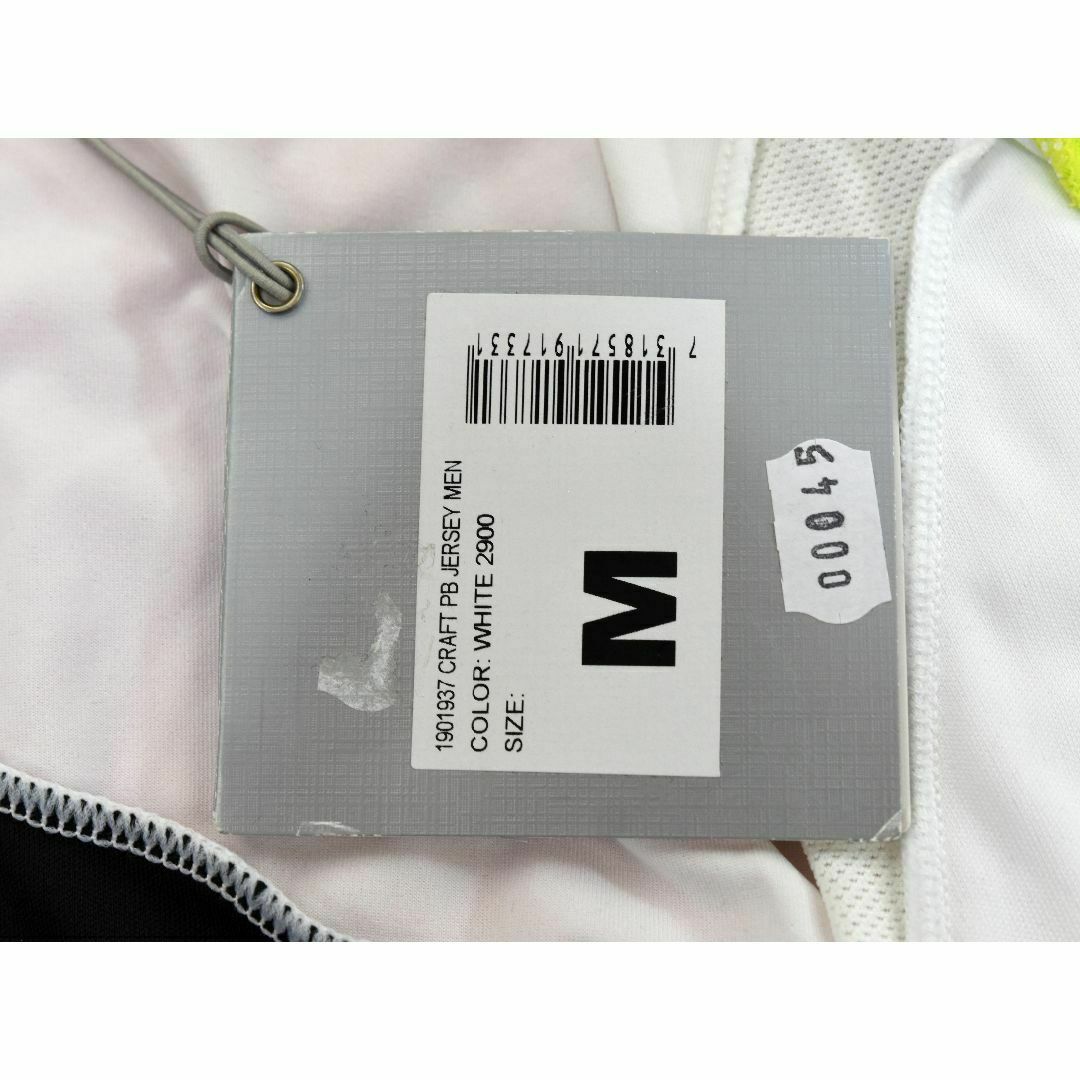 1901937 CRAFT PB JERSEY MEN
COLOR: WHITE 2900
SIZE:
M
7 318571 917331
00045